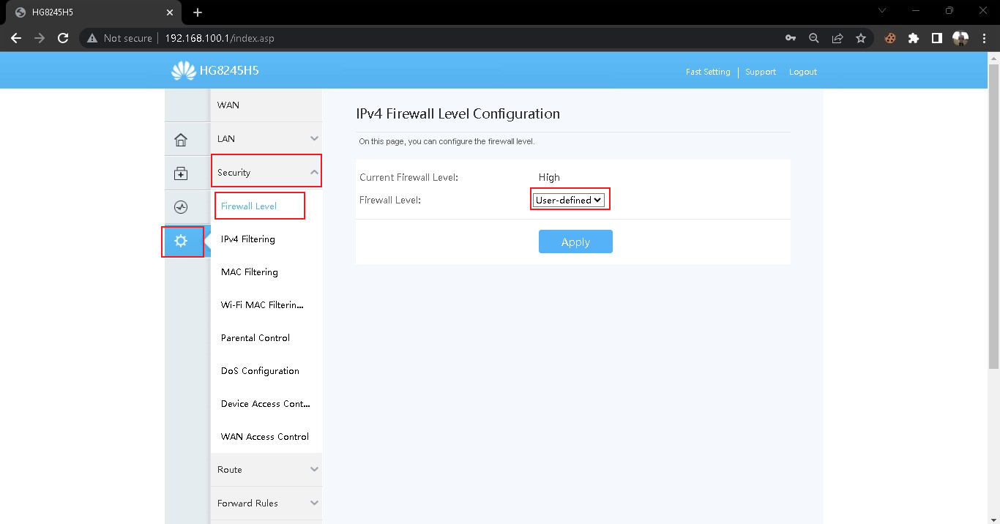 HG8245H5
Not secure
192.168.100.1/index.asp
HG8245H5
Fast Setting
Support
Logout
WAN
LAN
Security
Firewall Level
IPv4 Filtering
MAC Filtering
Wi-Fi MAC Filterin...
Parental Control
DoS Configuration
Device Access Cont...
WAN Access Control
Route
Forward Rules
IPv4 Firewall Level Configuration
On this page, you can configure the firewall level.
Current Firewall Level: High
Firewall Level: User-defined
Apply